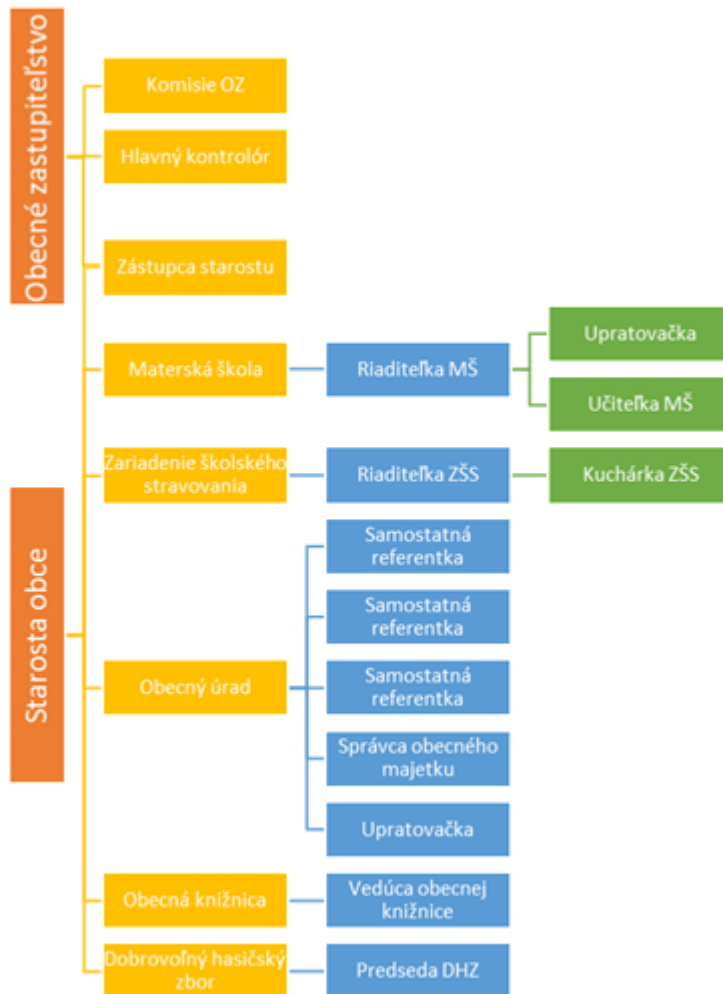 Obecné zastupiteľstvo
Komisie OZ
Hlavný kontrolór
Starosta obce
Zástupca starostu
Materská škola
Riaditeľka MŠ
Upratovačka
Učiteľka MŠ
Zariadenie školského
stravovania
Riaditeľka ZŠS
Kuchárka ZŠS
Obecný úrad
Samostatná
referentka
Samostatná
referentka
Samostatná
referentka
Správca obecného
majetku
Upratovačka
Obecná knižnica
Vedúca obecnej
knižnice
Dobrovoľný hasičský
zbor
Predseda DHZ